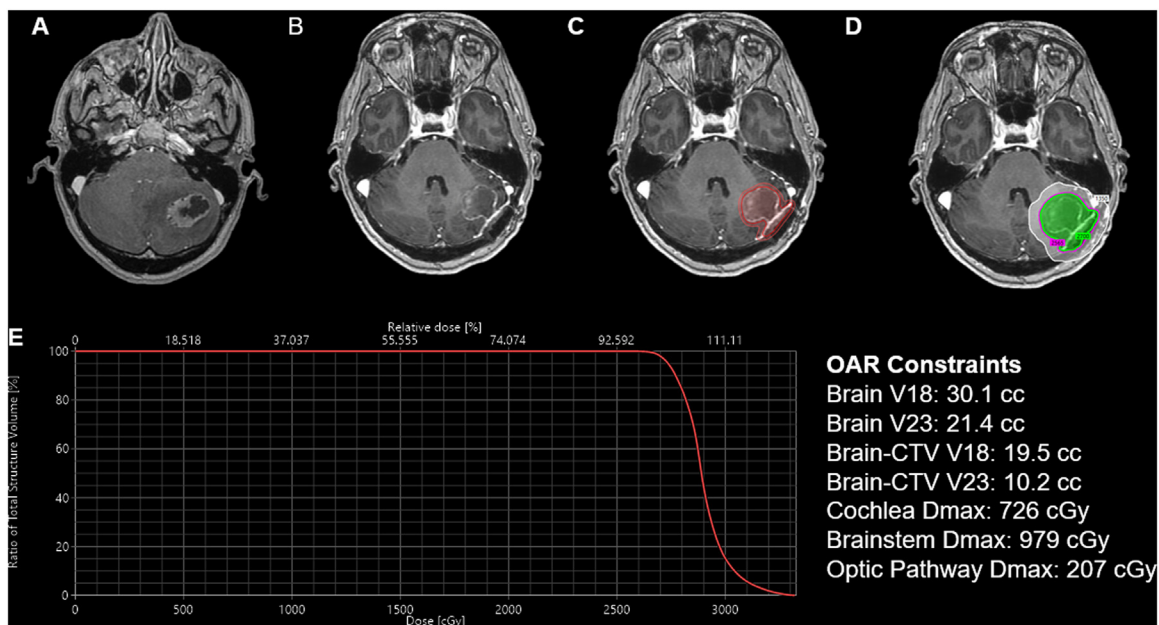 A B C D
1350
E
Relative dose [%]
0 18.518 37.037 55.555 74.074 92.592 111.11
Ratio of Total Structure Volume [%]
100
80
60
40
20
0
0 500 1000 1500 2000 2500 3000
Dose [cGy]
OAR Constraints
Brain V18: 30.1 cc
Brain V23: 21.4 cc
Brain-CTV V18: 19.5 cc
Brain-CTV V23: 10.2 cc
Cochlea Dmax: 726 cGy
Brainstem Dmax: 979 cGy
Optic Pathway Dmax: 207 cGy